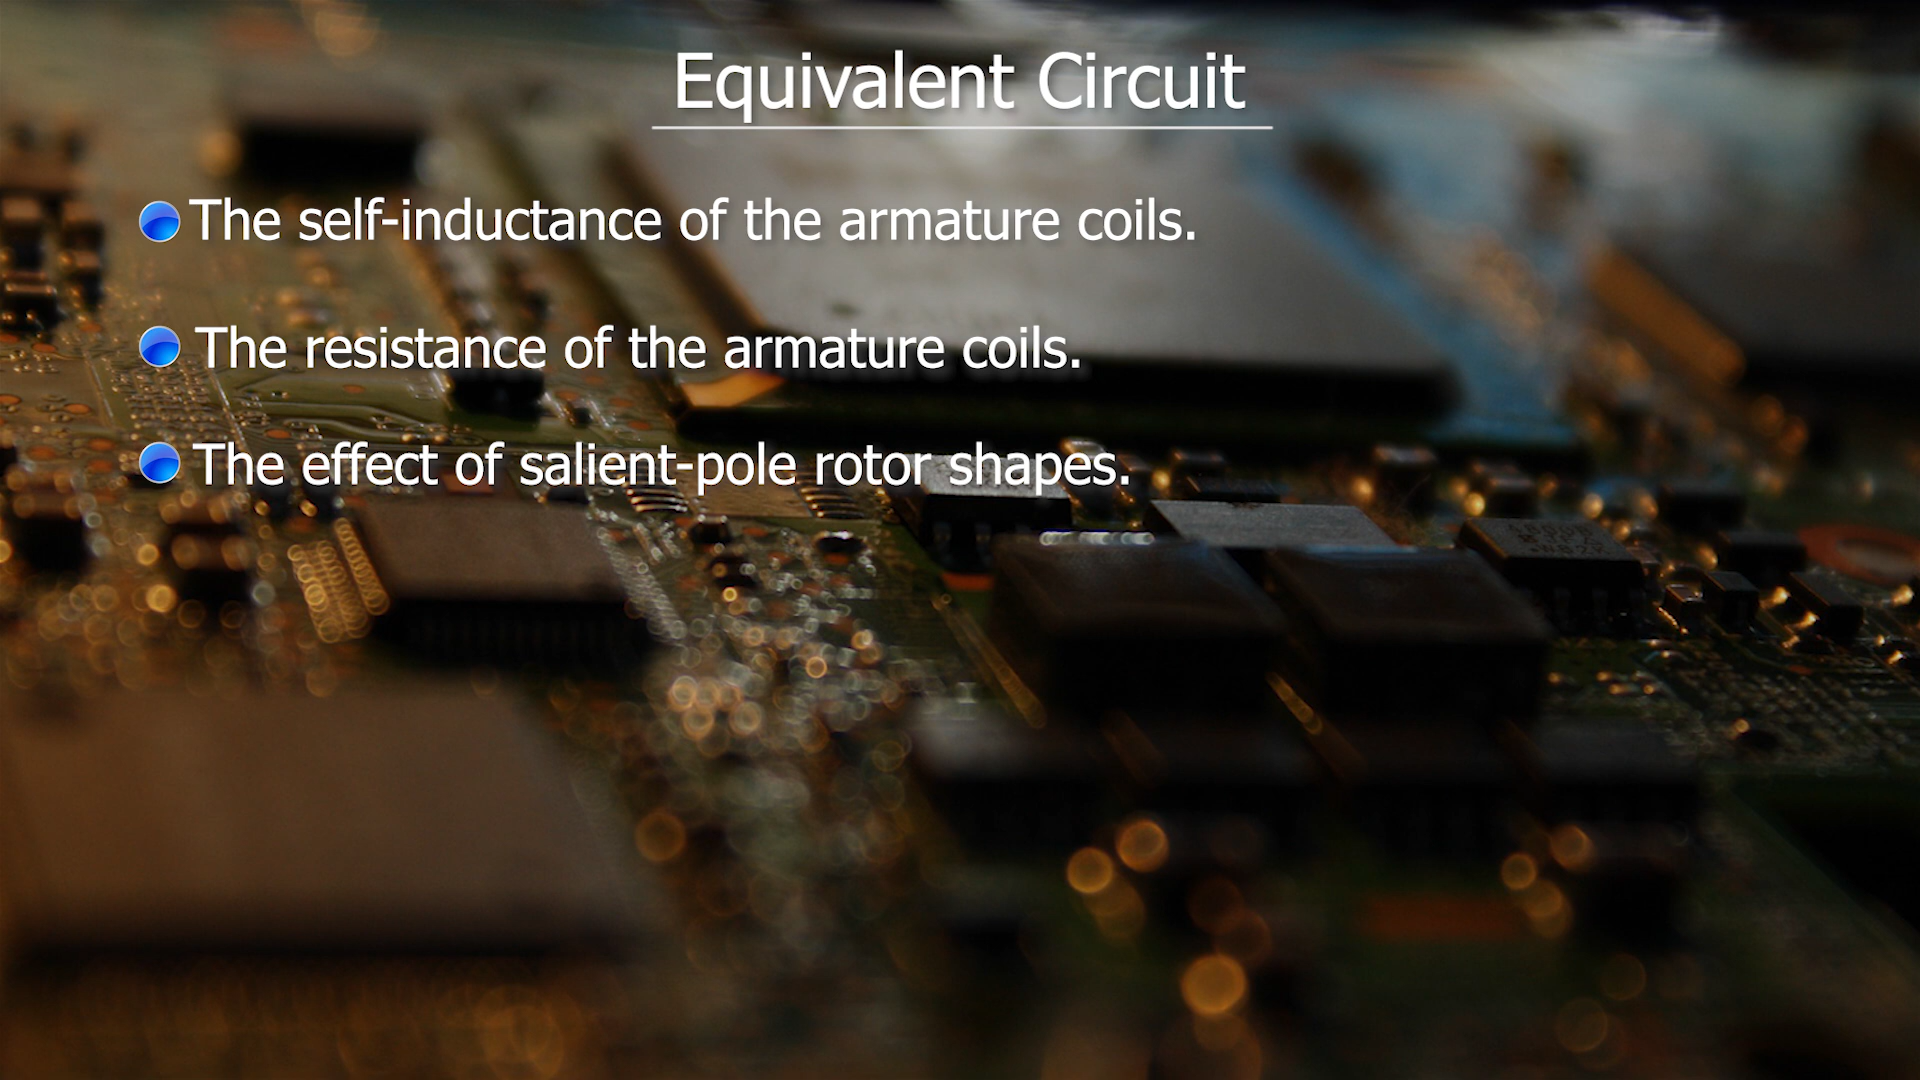 Equivalent Circuit
The self-inductance of the armature coils.
The resistance of the armature coils.
The effect of salient-pole rotor shapes.